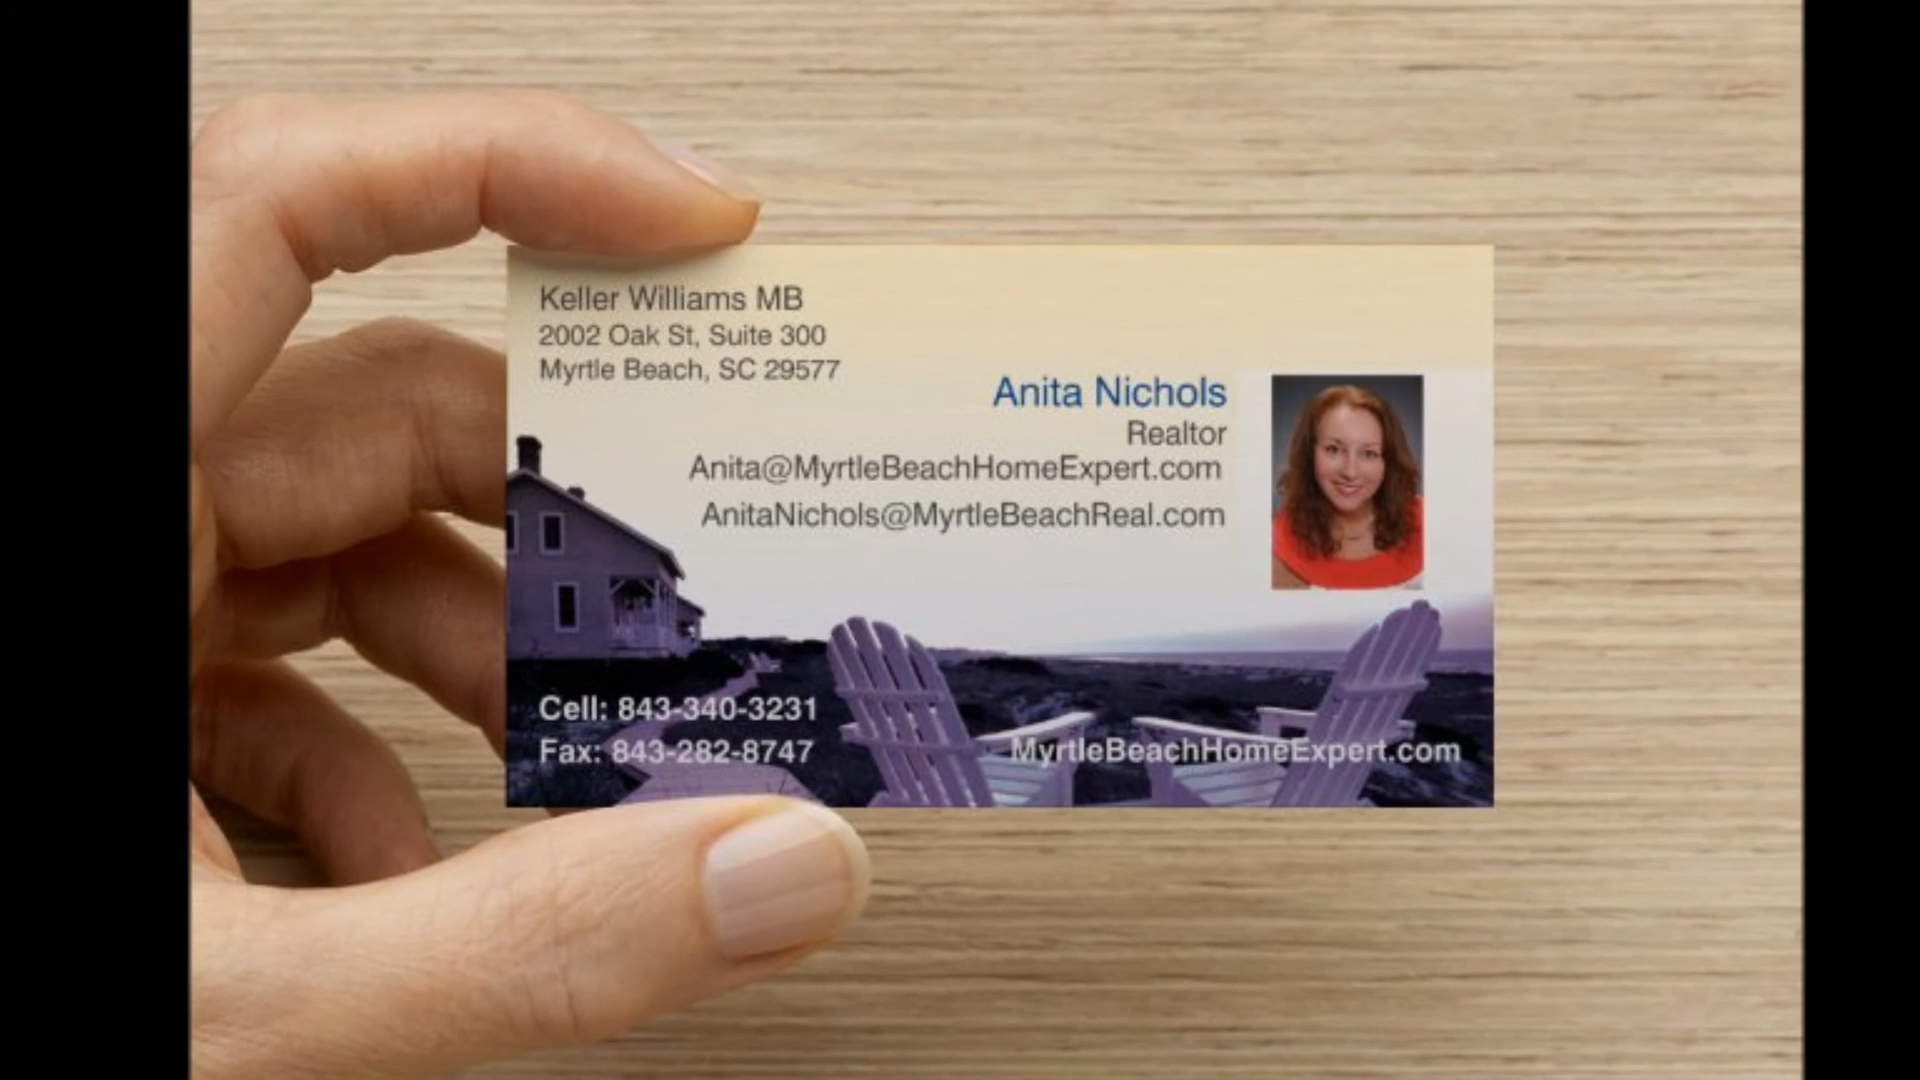 Keller Williams MB
2002 Oak St, Suite 300
Myrtle Beach, SC 29577
Anita Nichols
Realtor
Anita@MyrtleBeachHomeExpert.com
AnitaNichols@MyrtleBeachReal.com
Cell: 843-340-3231
Fax: 843-282-8747
MyrtleBeachHomeExpert.com